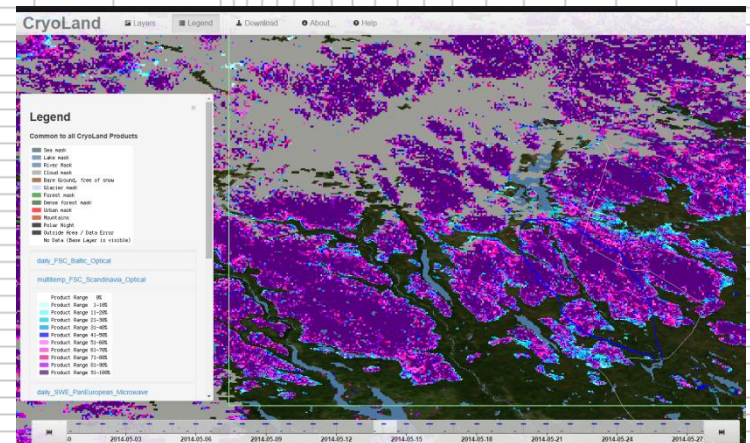 CryoLand
Layers
Legend
Download
About
Help
Legend
×
Common to all CryoLand Products
Sea mask
Lake mask
River Mask
Cloud mask
Bare Ground, free of snow
Glacier mask
Forest mask
Dense forest mask
Urban mask
Mountains
Polar Night
Outside Area / Data Error
No Data (Base Layer is visible)
daily_FSC_Baltic_Optical
multitemp_FSC_Scandinavia_Optical
Product Range 0%
Product Range 1-10%
Product Range 11-20%
Product Range 21-30%
Product Range 31-40%
Product Range 41-50%
Product Range 51-60%
Product Range 61-70%
Product Range 71-80%
Product Range 81-90%
Product Range 91-100%
daily_SWE_PanEuropean_Microwave
2014-05-03
2014-05-06
2014-05-09
2014-05-12
2014-05-15
2014-05-18
2014-05-21
2014-05-24
2014-05-27